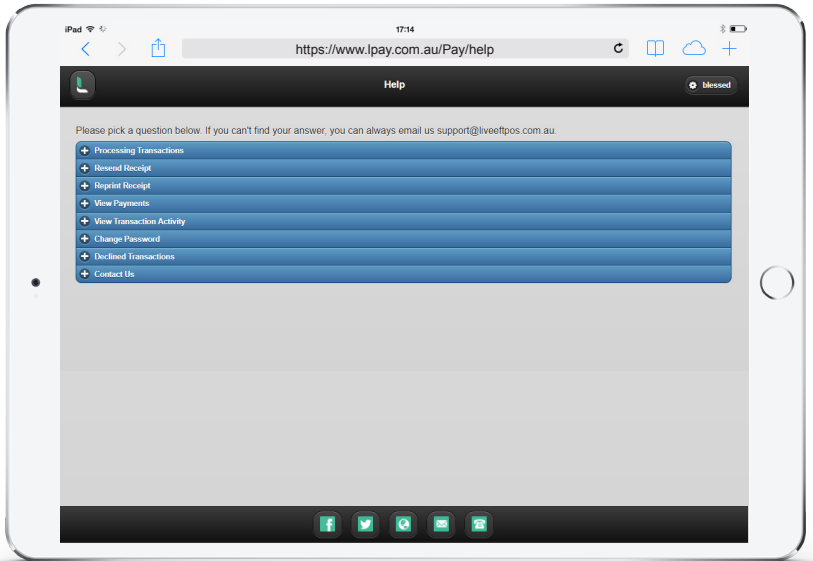 iPad
17:14
https://www.lpay.com.au/Pay/help
Help
blessed
Please pick a question below. If you can't find your answer, you can always email us support@liveeftpos.com.au.
Processing Transactions
Resend Receipt
Reprint Receipt
View Payments
View Transaction Activity
Change Password
Declined Transactions
Contact Us